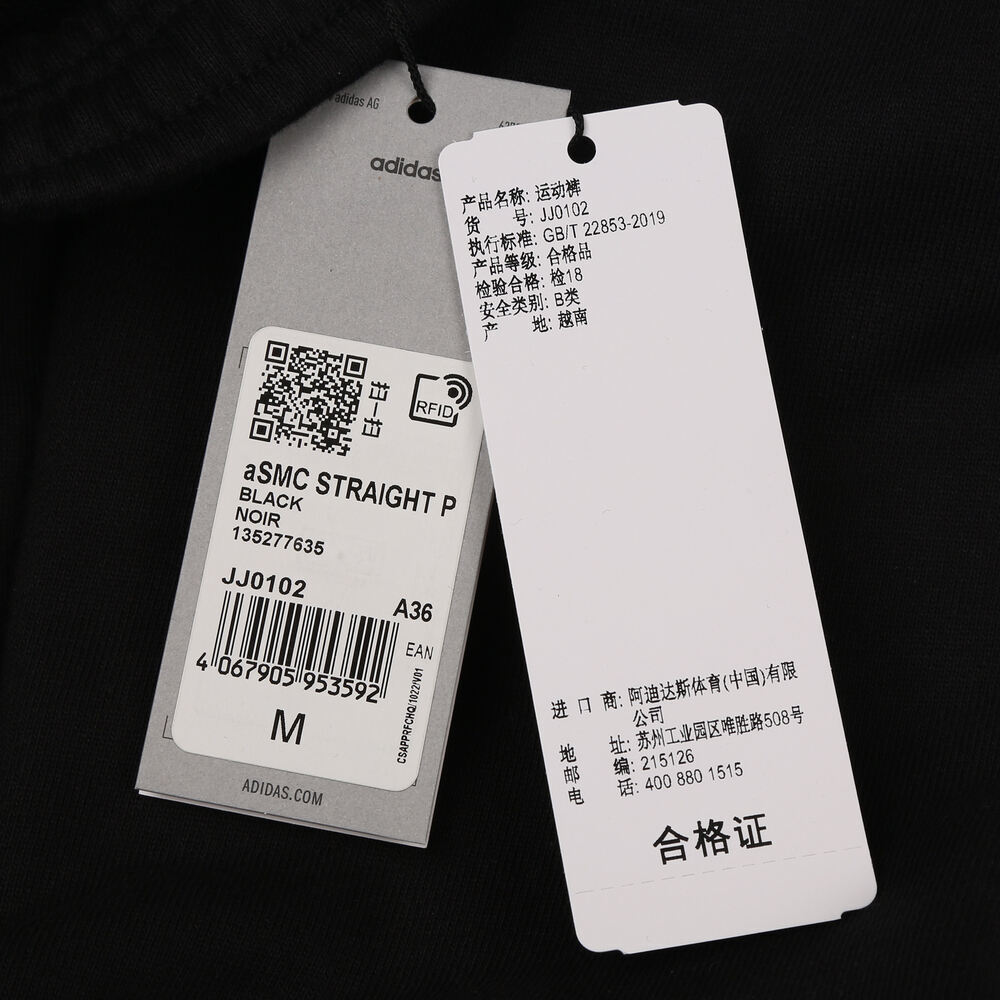 adidas AG
adidas
扫一扫
RFID
aSMC STRAIGHT P
BLACK
NOIR
135277635
JJ0102
A36
EAN
4 067905 953592
M
CSAPPRFCHQ/1022/V01
ADIDAS.COM
产品名称: 运动裤
货 号: JJ0102
执行标准: GB/T 22853-2019
产品等级: 合格品
检验合格: 检18
安全类别: B类
产 地: 越南
进 口 商: 阿迪达斯体育(中国)有限
公司
地 址: 苏州工业园区唯胜路508号
邮 编: 215126
电 话: 400 880 1515
合格证